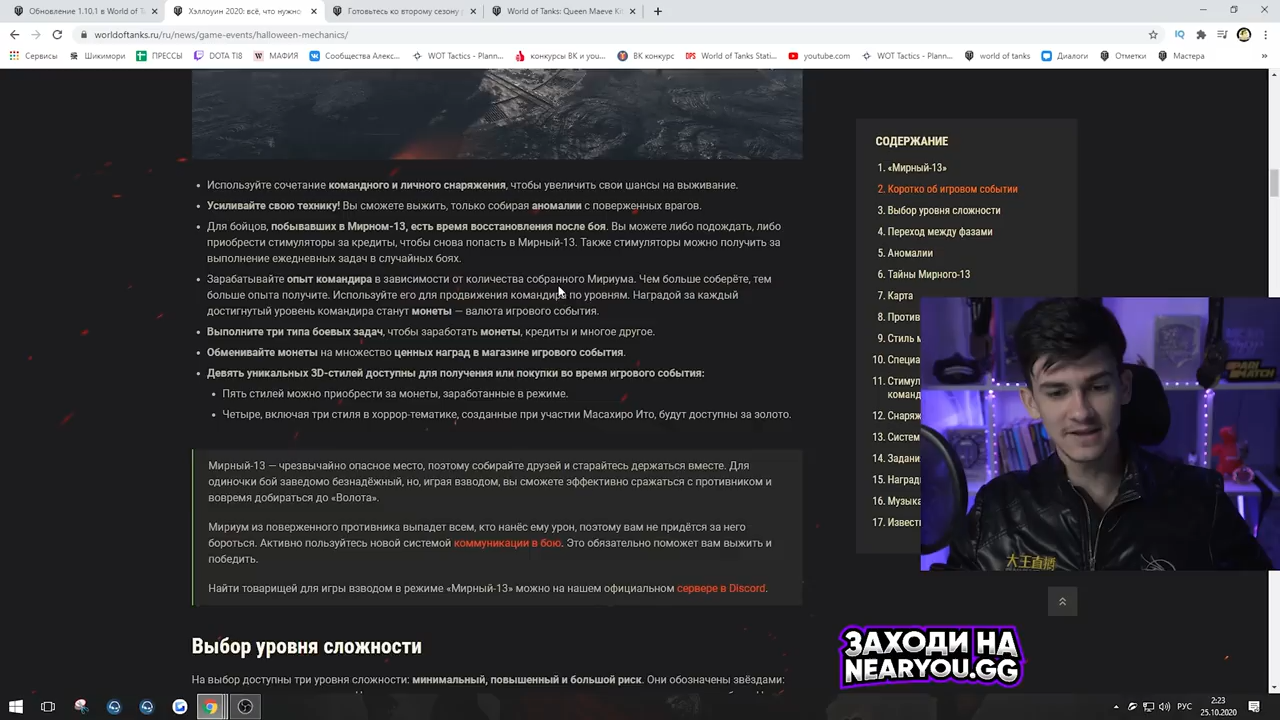 Обновление 1.10.1 в World of T
Хэллоуин 2020: всё, что нужно
Готовьтесь ко второму сезону
World of Tanks: Queen Maeve Ki
worldoftanks.ru/ru/news/game-events/halloween-mechanics/
Сервисы
Шикимори
ПРЕССЫ
DOTA TI8
МАФИЯ
Сообщества Алекс...
WOT Tactics - Plann...
конкурсы ВК и you...
ВК конкурс
World of Tanks Stati...
youtube.com
WOT Tactics - Plann...
world of tanks
Диалоги
Отметки
Мастера
Используйте сочетание командного и личного снаряжения, чтобы увеличить свои шансы на выживание.
Усиливайте свою технику! Вы сможете выжить, только собирая аномалии с поверженных врагов.
Для бойцов, побывавших в Мирном-13, есть время восстановления после боя. Вы можете либо подождать, либо
приобрести стимуляторы за кредиты, чтобы снова попасть в Мирный-13. Также стимуляторы можно получить за
выполнение ежедневных задач в случайных боях.
Зарабатывайте опыт командира в зависимости от количества собранного Мириума. Чем больше соберёте, тем
больше опыта получите. Используйте его для продвижения командира по уровням. Наградой за каждый
достигнутый уровень командира станут монеты — валюта игрового события.
Выполните три типа боевых задач, чтобы заработать монеты, кредиты и многое другое.
Обменивайте монеты на множество ценных наград в магазине игрового события.
Девять уникальных 3D-стилей доступны для получения или покупки во время игрового события:
Пять стилей можно приобрести за монеты, заработанные в режиме.
Четыре, включая три стиля в хоррор-тематике, созданные при участии Масахиро Ито, будут доступны за золото.
Мирный-13 — чрезвычайно опасное место, поэтому собирайте друзей и старайтесь держаться вместе. Для
одиночки бой заведомо безнадёжный, но, играя взводом, вы сможете эффективно сражаться с противником и
вовремя добираться до «Волота».
Мириум из поверженного противника выпадет всем, кто нанёс ему урон, поэтому вам не придётся за него
бороться. Активно пользуйтесь новой системой коммуникации в бою. Это обязательно поможет вам выжить и
победить.
Найти товарищей для игры взводом в режиме «Мирный-13» можно на нашем официальном сервере в Discord.
Выбор уровня сложности
На выбор доступны три уровня сложности: минимальный, повышенный и большой риск. Они обозначены звёздами:
СОДЕРЖАНИЕ
1. «Мирный-13»
2. Коротко об игровом событии
3. Выбор уровня сложности
4. Переход между фазами
5. Аномалии
6. Тайны Мирного-13
7. Карта
8. Против
9. Стиль м
10. Специа
11. Стимул
команд
12. Снаряж
13. Систем
14. Задани
15. Наград
16. Музыка
17. Извест
PARI MATCH
大王直播
ЗАХОДИ НА
NEARYOU.GG
РУС
2:23
25.10.2020